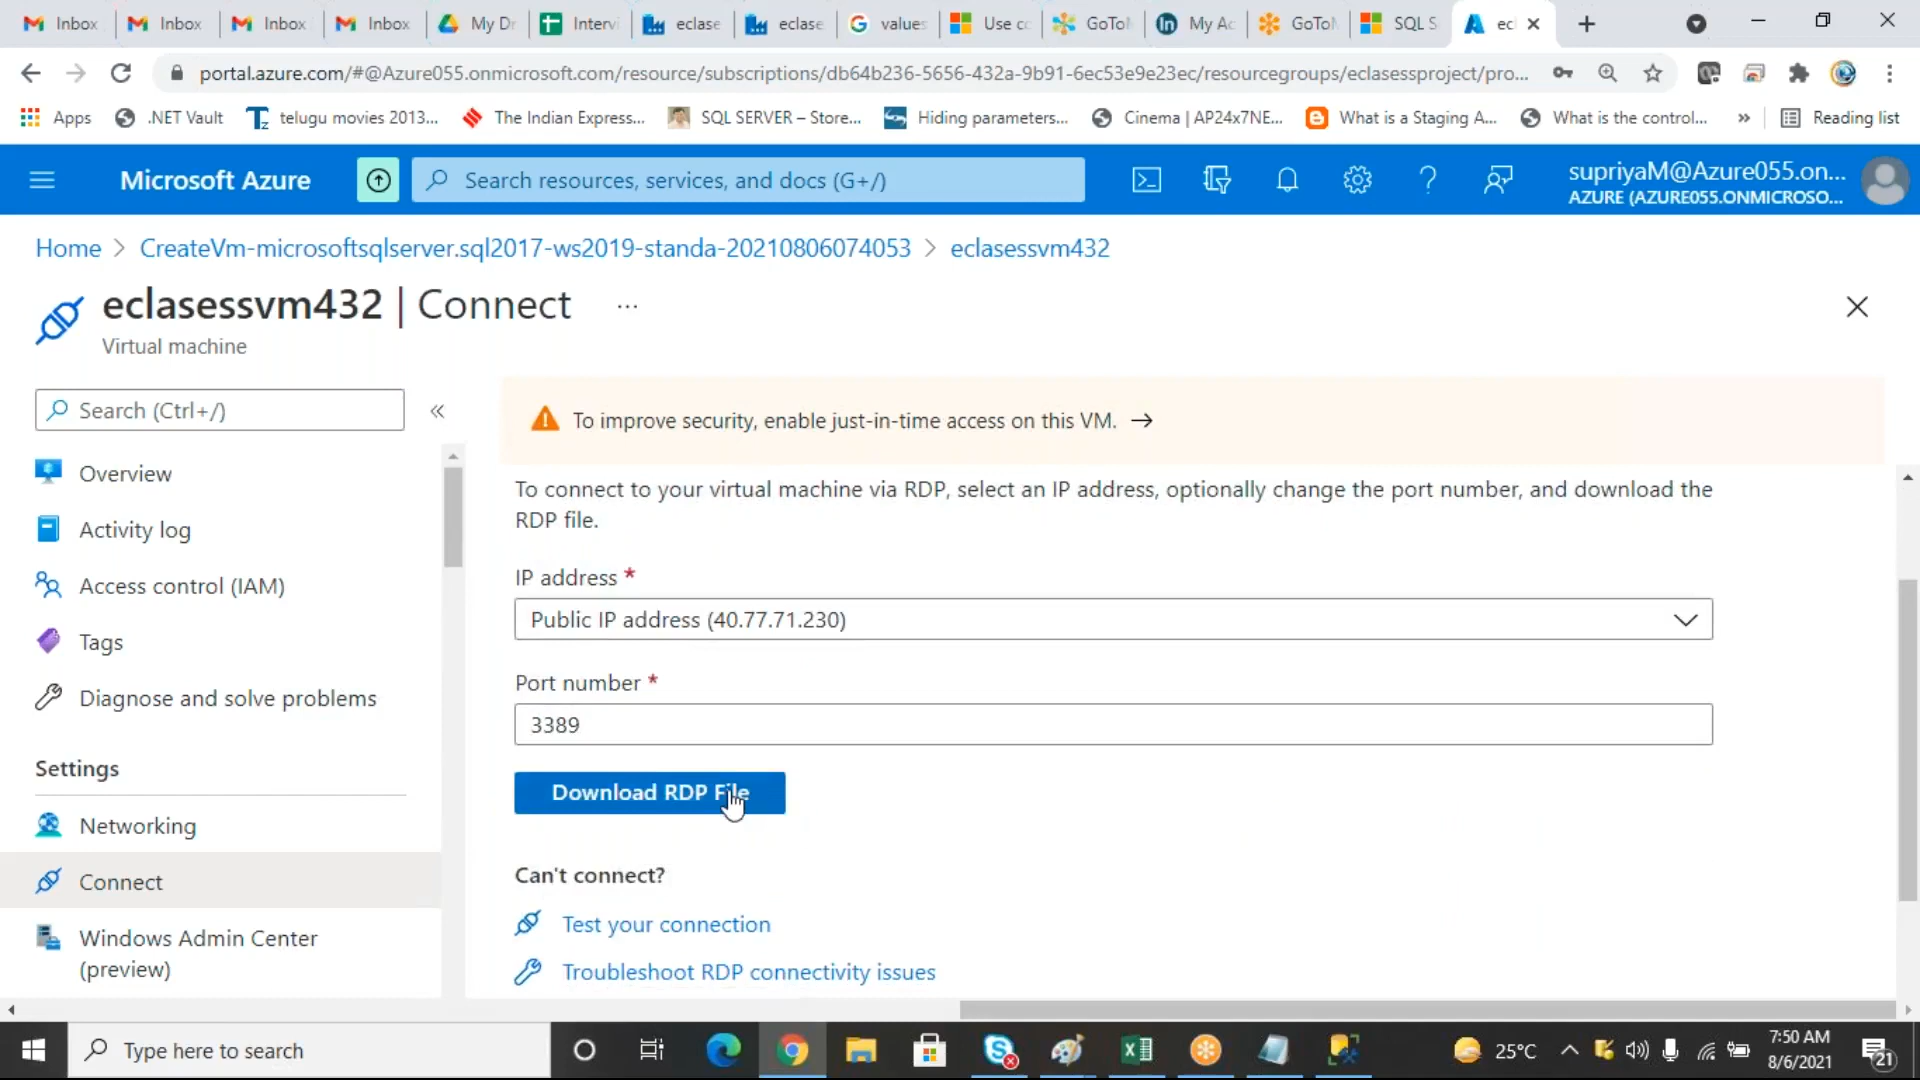 Inbox
Inbox
Inbox
Inbox
My Dr
Intervi
eclase
eclase
values
Use co
GoToM
My Ac
GoToM
SQL S
ecl
portal.azure.com/#@Azure055.onmicrosoft.com/resource/subscriptions/db64b236-5656-432a-9b91-6ec53e9e23ec/resourcegroups/eclasessproject/pro...
Apps
.NET Vault
telugu movies 2013...
The Indian Express...
SQL SERVER – Store...
Hiding parameters...
Cinema | AP24x7NE...
What is a Staging A...
What is the control...
»
Reading list
Microsoft Azure
Search resources, services, and docs (G+/)
supriyaM@Azure055.on...
AZURE (AZURE055.ONMICROSO...
Home > CreateVm-microsoftsqlserver.sql2017-ws2019-standa-20210806074053 > eclasessvm432
eclasessvm432 | Connect ...
Virtual machine
Search (Ctrl+/)
«
Overview
Activity log
Access control (IAM)
Tags
Diagnose and solve problems
Settings
Networking
Connect
Windows Admin Center
(preview)
To improve security, enable just-in-time access on this VM. →
To connect to your virtual machine via RDP, select an IP address, optionally change the port number, and download the
RDP file.
IP address *
Public IP address (40.77.71.230)
Port number *
3389
Download RDP File
Can't connect?
Test your connection
Troubleshoot RDP connectivity issues
Type here to search
25°C
7:50 AM
8/6/2021
21